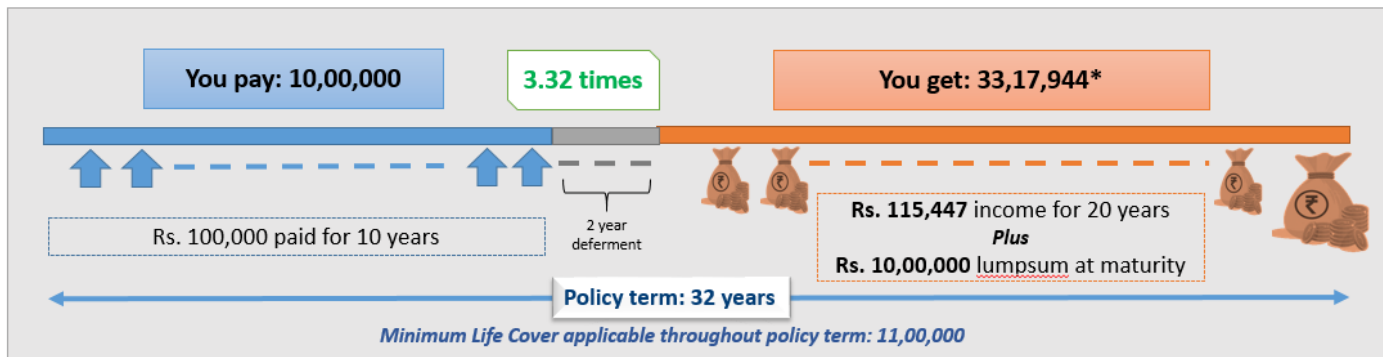 You pay: 10,00,000
3.32 times
You get: 33,17,944*
Rs. 100,000 paid for 10 years
2 year
deferment
Rs. 115,447 income for 20 years
Plus
Rs. 10,00,000 lumpsum at maturity
Policy term: 32 years
Minimum Life Cover applicable throughout policy term: 11,00,000